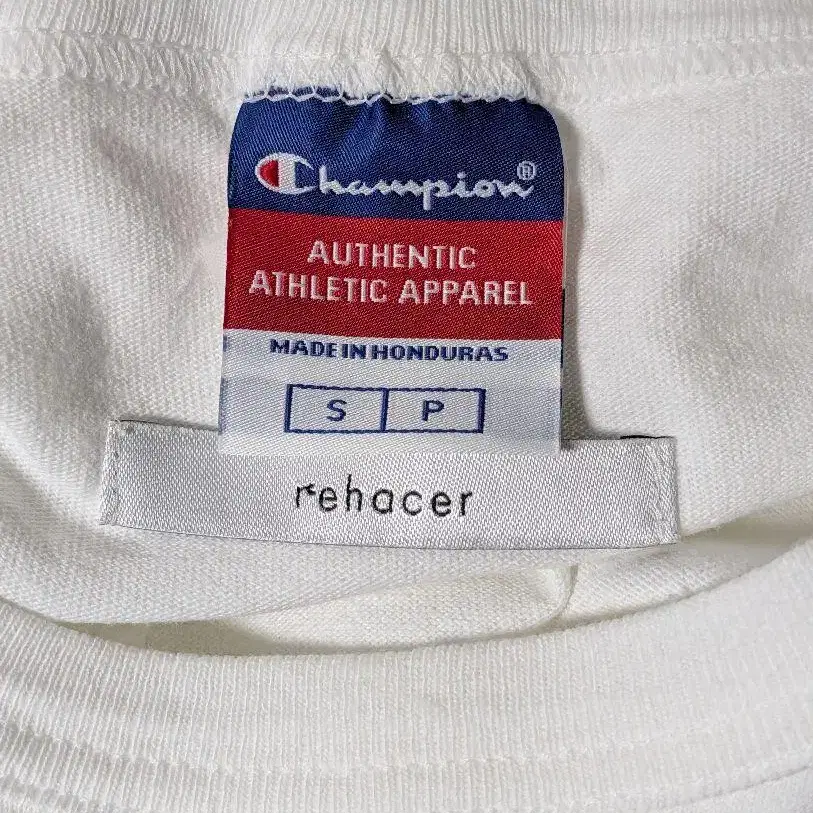 Champion®
AUTHENTIC
ATHLETIC APPAREL
MADE IN HONDURAS
S P
rehacer